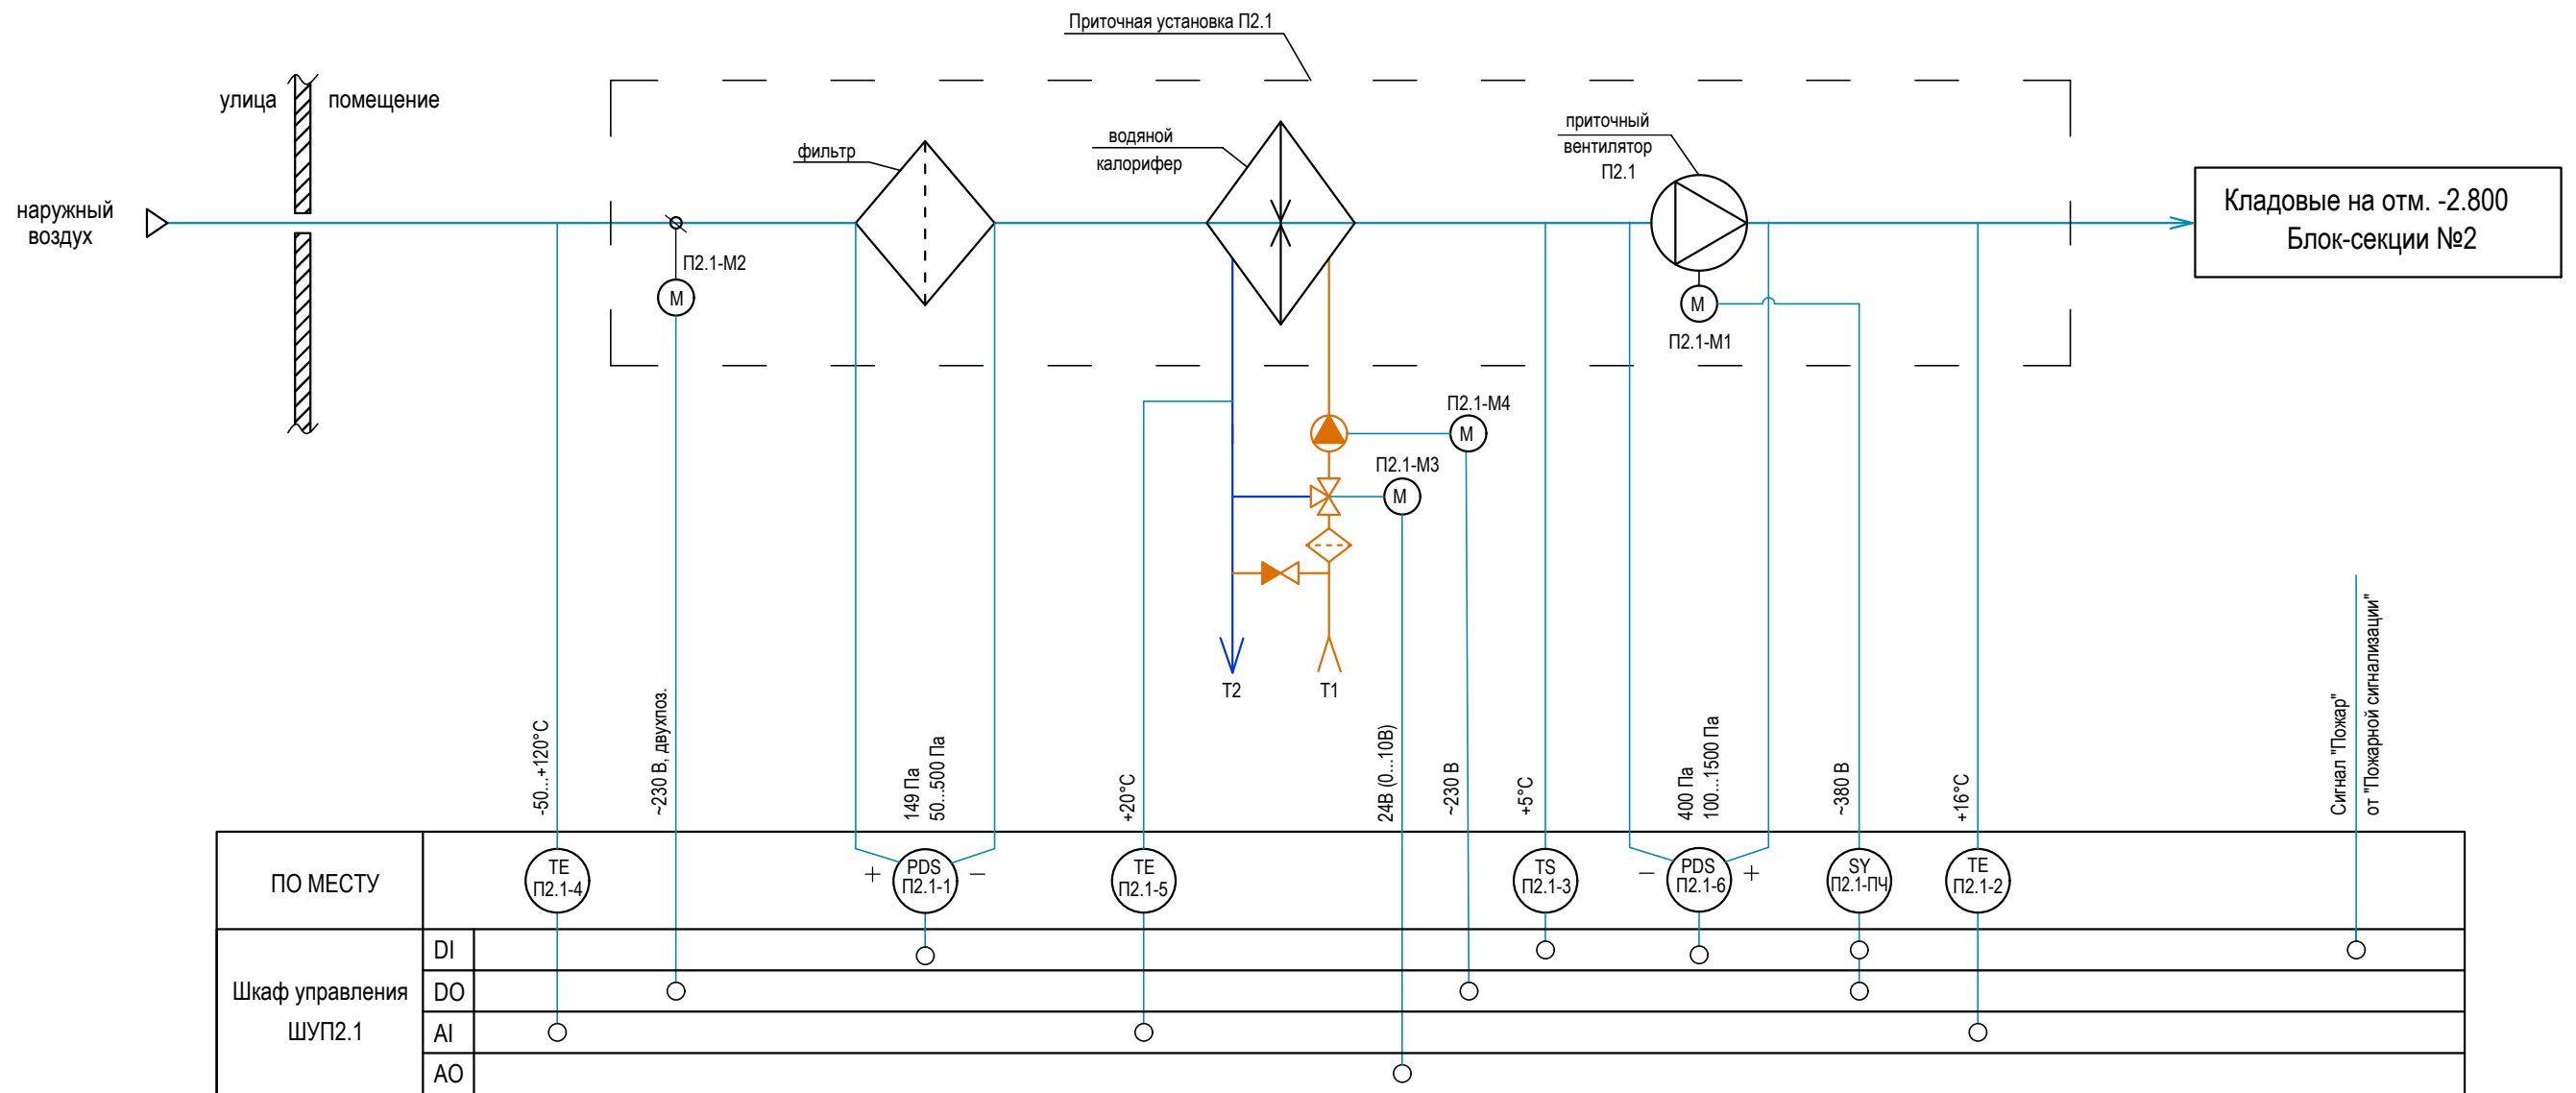 Приточная установка П2.1
улица
помещение
фильтр
водяной
калорифер
приточный
вентилятор
П2.1
наружный
воздух
Кладовые на отм. -2.800
Блок-секции №2
П2.1-М2
М
М
П2.1-М1
П2.1-М4
М
П2.1-М3
М
Т2
Т1
-50...+120°С
~230 В, двухпоз.
149 Па
50...500 Па
+20°С
24В (0...10В)
~230 В
+5°С
400 Па
100...1500 Па
~380 В
+16°С
Сигнал "Пожар"
от "Пожарной сигнализации"
ПО МЕСТУ
TE
П2.1-4
+
PDS
П2.1-1
−
TE
П2.1-5
TS
П2.1-3
−
PDS
П2.1-6
+
SY
П2.1-ПЧ
TE
П2.1-2
Шкаф управления
ШУП2.1
DI
DO
AI
AO